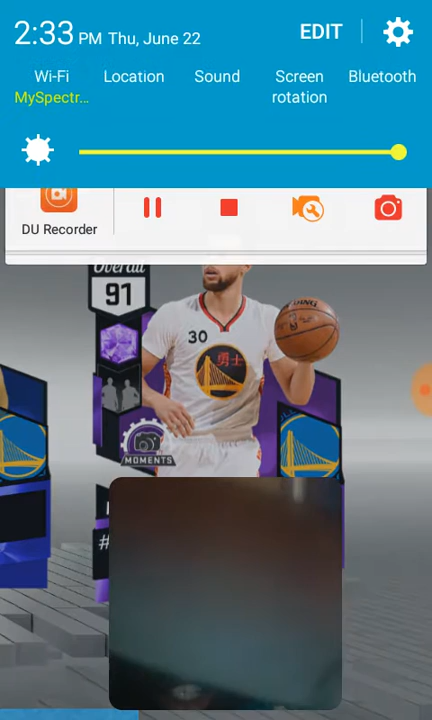 2:33 PM Thu, June 22
EDIT
Wi-Fi
MySpectr...
Location
Sound
Screen
rotation
Bluetooth
DU Recorder
Overall
91
30
勇士
MOMENTS
#